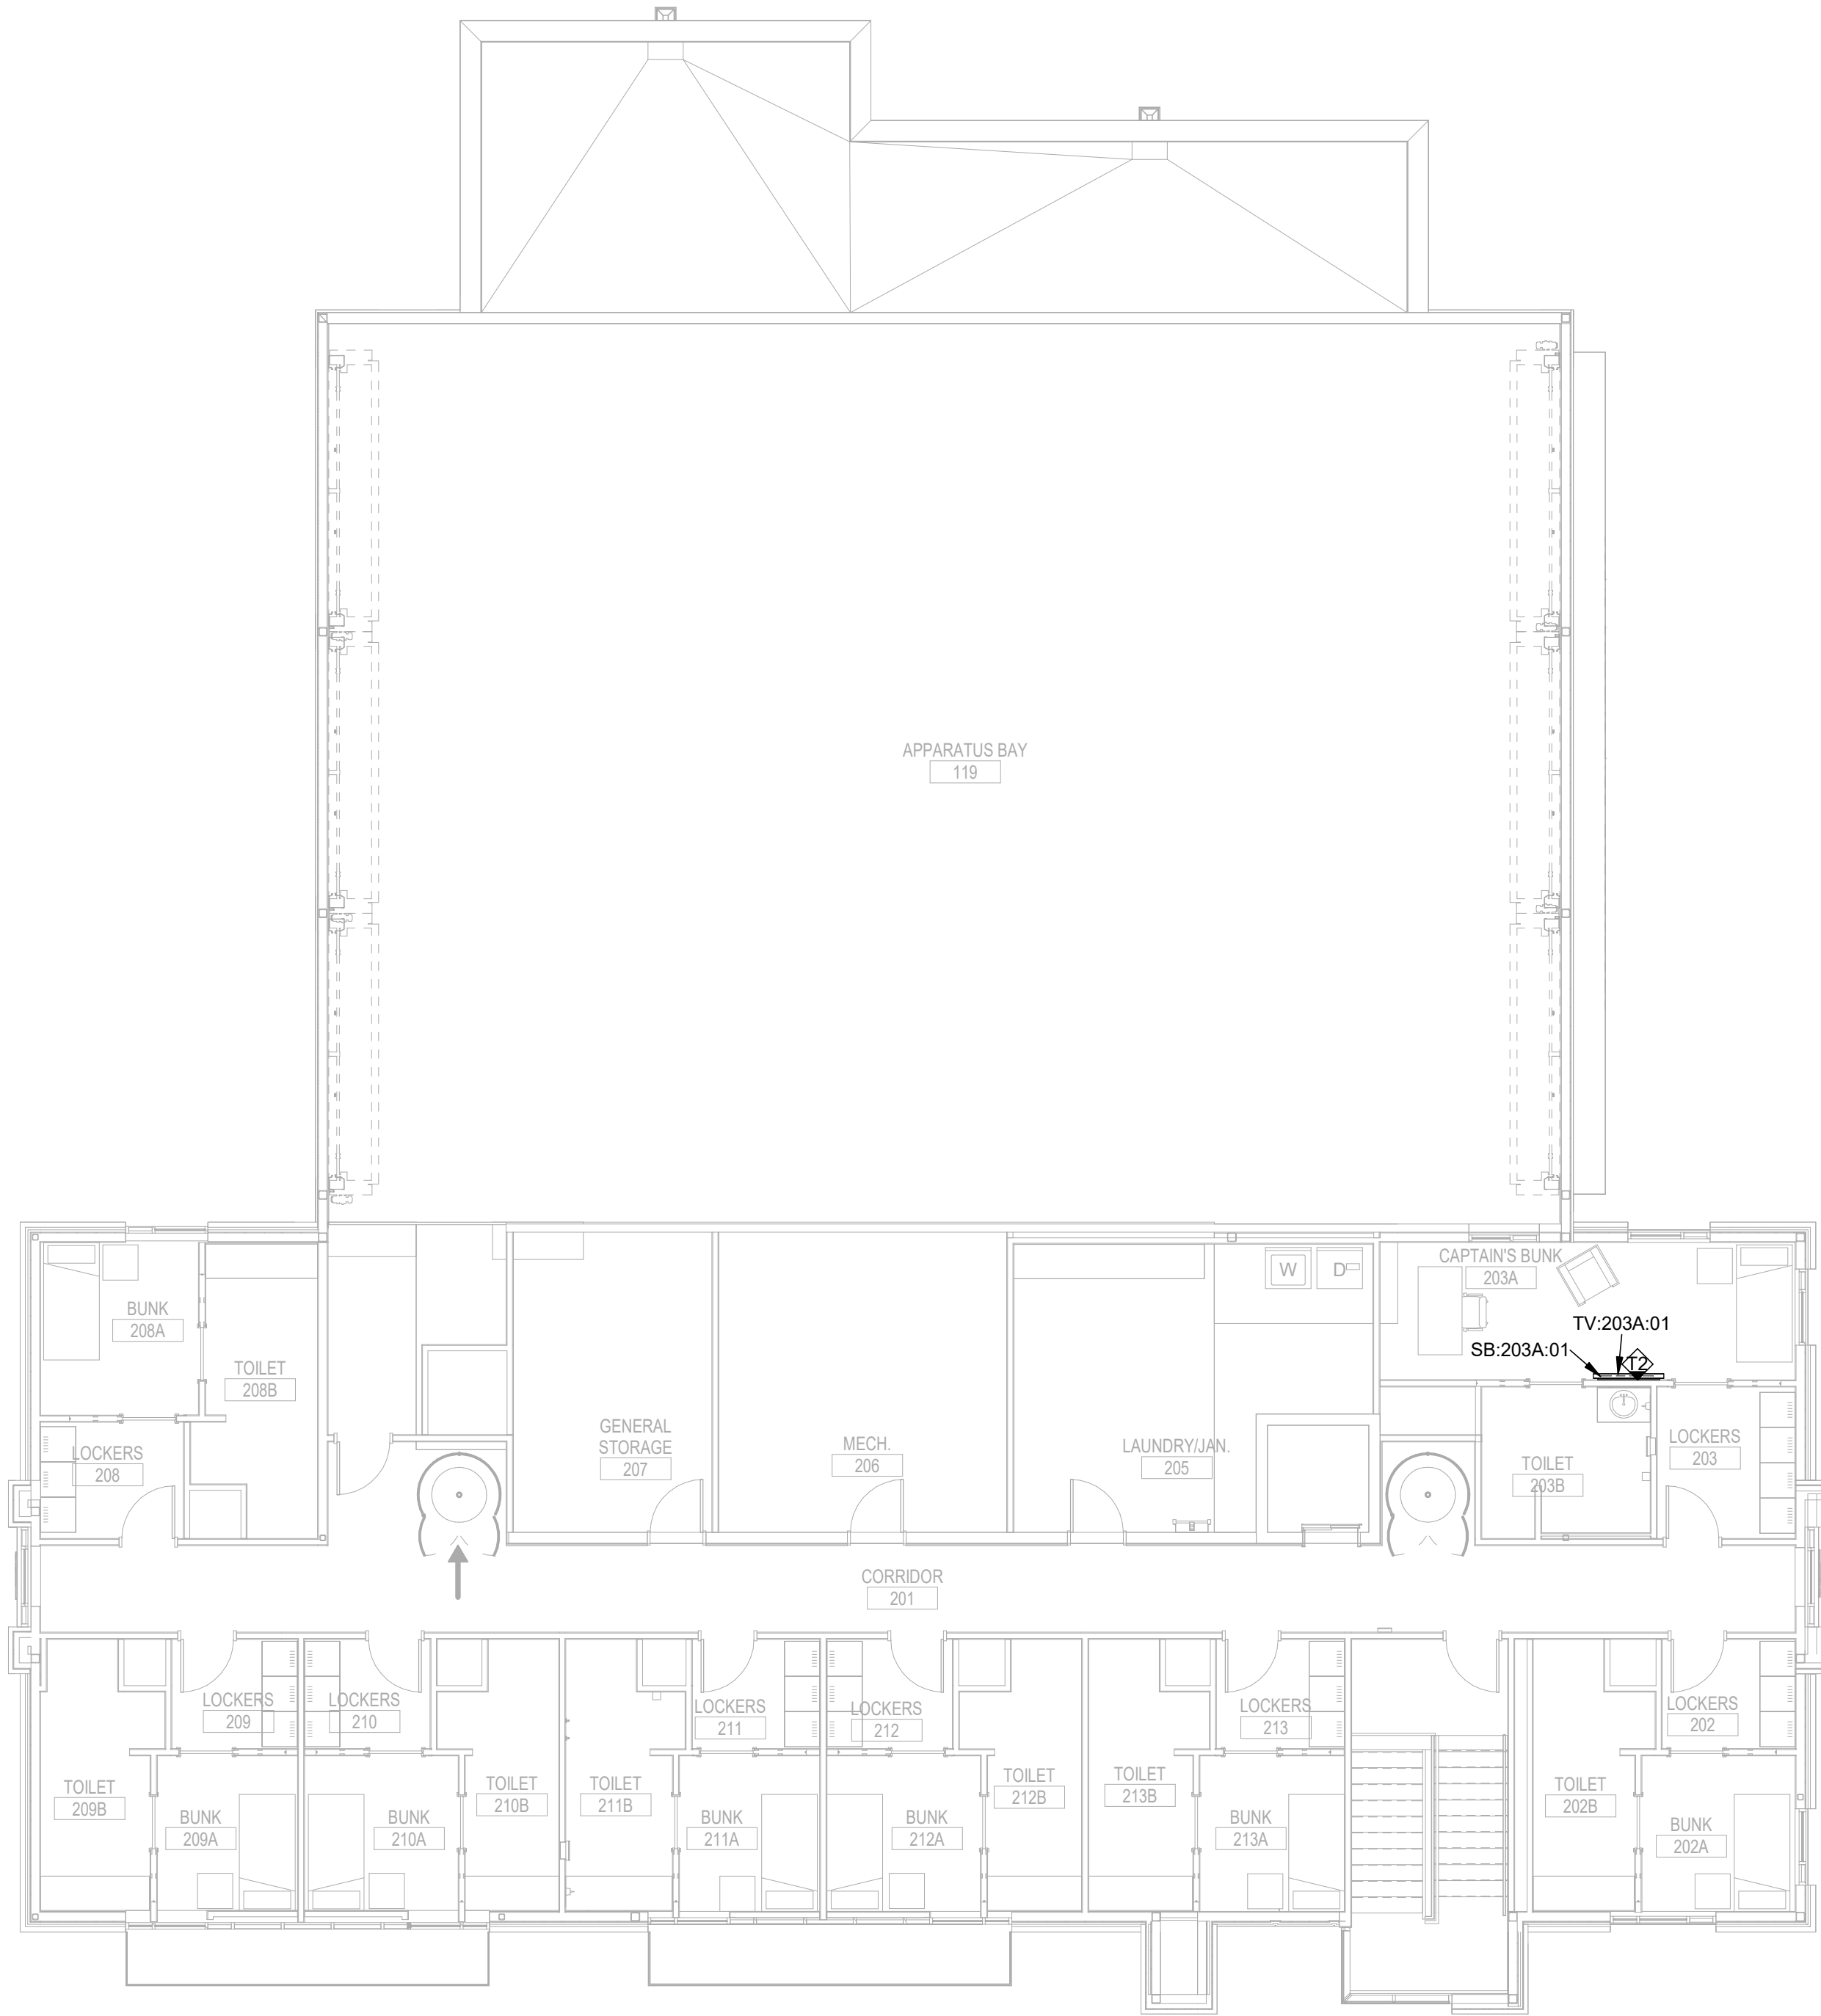 APPARATUS BAY
119
CAPTAIN'S BUNK
203A
W
D
BUNK
208A
TV:203A:01
SB:203A:01
T2
TOILET
208B
GENERAL
STORAGE
207
MECH.
206
LAUNDRY/JAN.
205
LOCKERS
203
LOCKERS
208
TOILET
203B
CORRIDOR
201
LOCKERS
209
LOCKERS
210
LOCKERS
211
LOCKERS
212
LOCKERS
213
LOCKERS
202
TOILET
209B
TOILET
210B
TOILET
211B
TOILET
212B
TOILET
213B
TOILET
202B
BUNK
209A
BUNK
210A
BUNK
211A
BUNK
212A
BUNK
213A
BUNK
202A